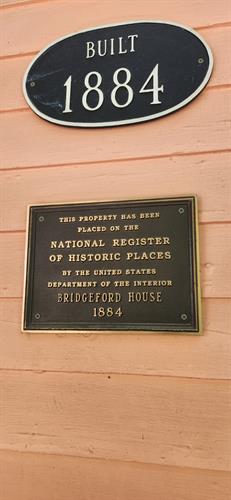 BUILT
1884
THIS PROPERTY HAS BEEN
PLACED ON THE
NATIONAL REGISTER
OF HISTORIC PLACES
BY THE UNITED STATES
DEPARTMENT OF THE INTERIOR
BRIDGEFORD HOUSE
1884